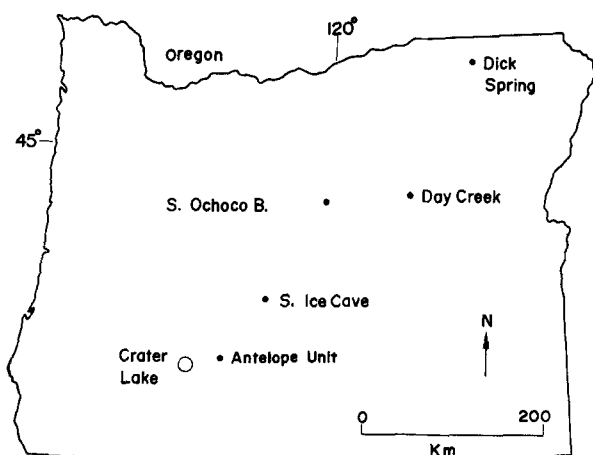 120°
Oregon
Dick
Spring
45°
S. Ochoco B.
Day Creek
S. Ice Cave
N
Crater
Lake
Antelope Unit
0
200
Km